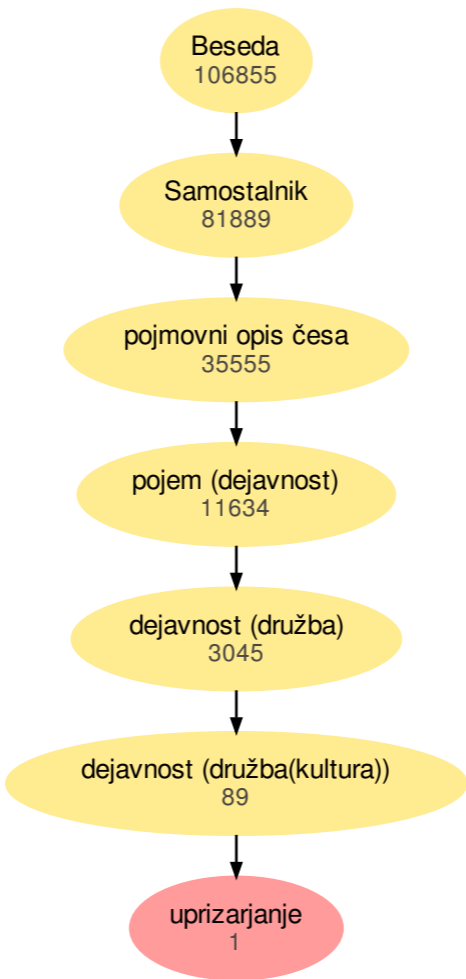 Beseda
106855
Samostalnik
81889
pojmovni opis česa
35555
pojem (dejavnost)
11634
dejavnost (družba)
3045
dejavnost (družba(kultura))
89
uprizarjanje
1